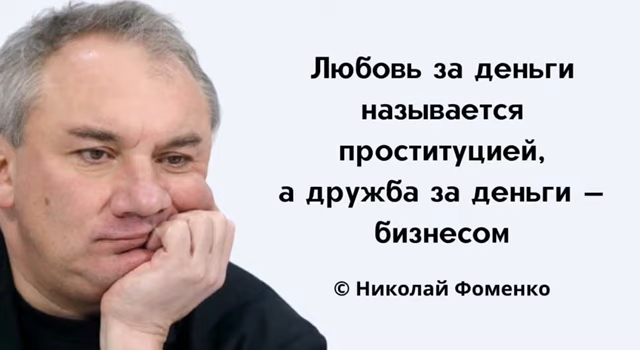 Любовь за деньги
называется
проституцией,
а дружба за деньги –
бизнесом
© Николай Фоменко